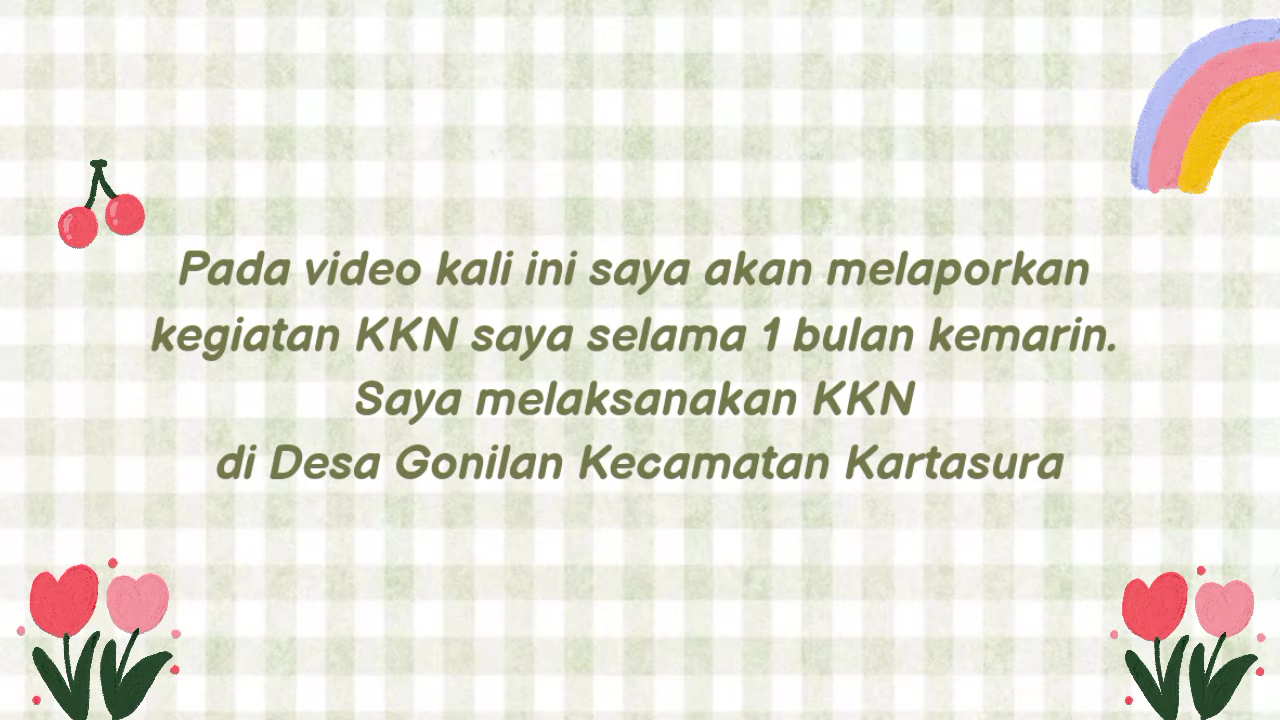 Pada video kali ini saya akan melaporkan
kegiatan KKN saya selama 1 bulan kemarin.
Saya melaksanakan KKN
di Desa Gonilan Kecamatan Kartasura